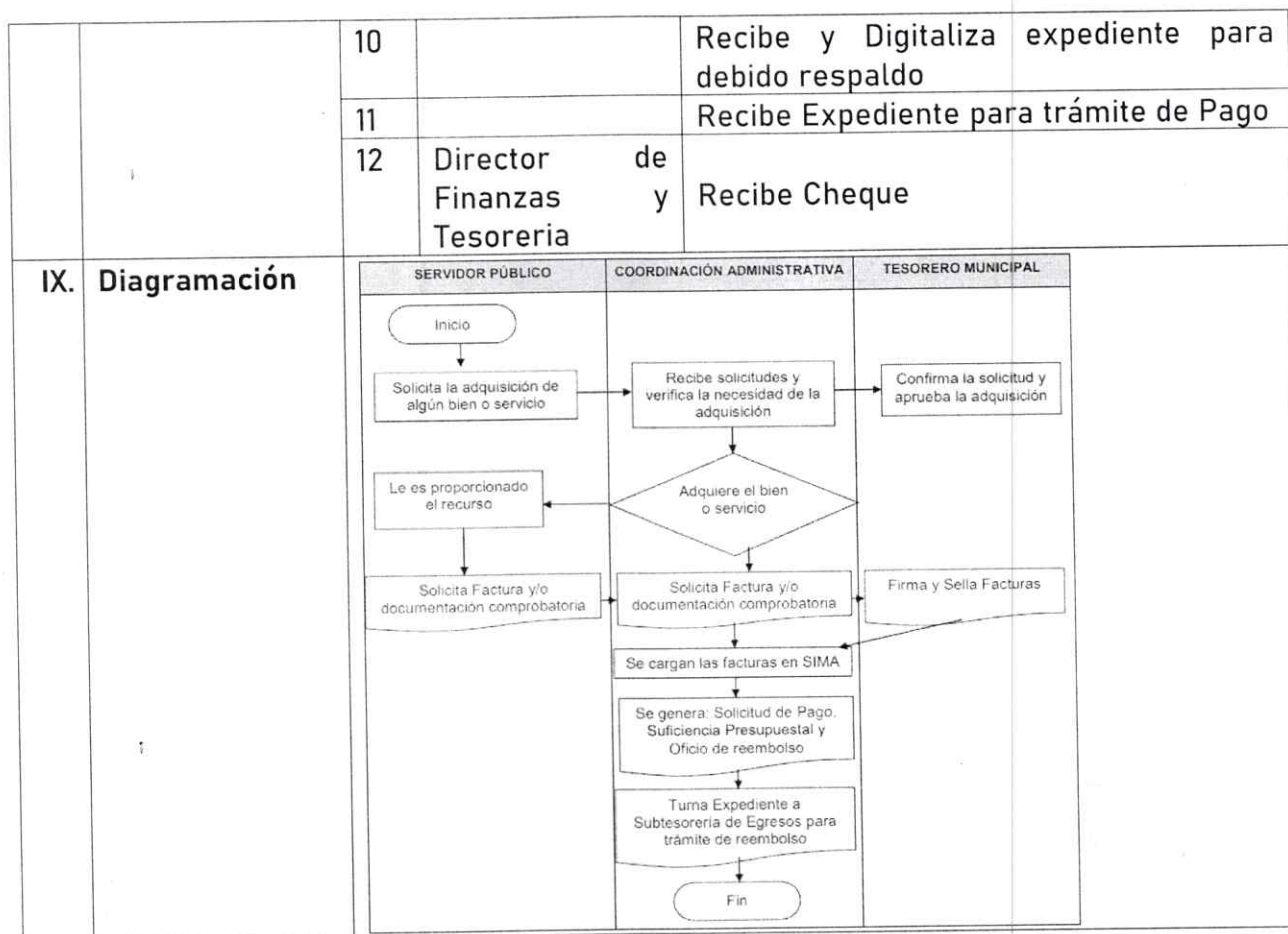 10 Recibe y Digitaliza expediente para
debido respaldo
11 Recibe Expediente para trámite de Pago
12 Director de
Finanzas y Recibe Cheque
Tesoreria
IX. Diagramación
SERVIDOR PÚBLICO COORDINACIÓN ADMINISTRATIVA TESORERO MUNICIPAL
Inicio
Solicita la adquisición de
algún bien o servicio
Recibe solicitudes y
verifica la necesidad de la
adquisición
Confirma la solicitud y
aprueba la adquisición
Le es proporcionado
el recurso
Adquiere el bien
o servicio
Solicita Factura y/o
documentación comprobatoria
Solicita Factura y/o
documentación comprobatoria
Firma y Sella Facturas
Se cargan las facturas en SIMA
Se genera: Solicitud de Pago,
Suficiencia Presupuestal y
Oficio de reembolso
Turna Expediente a
Subtesorería de Egresos para
trámite de reembolso
Fin